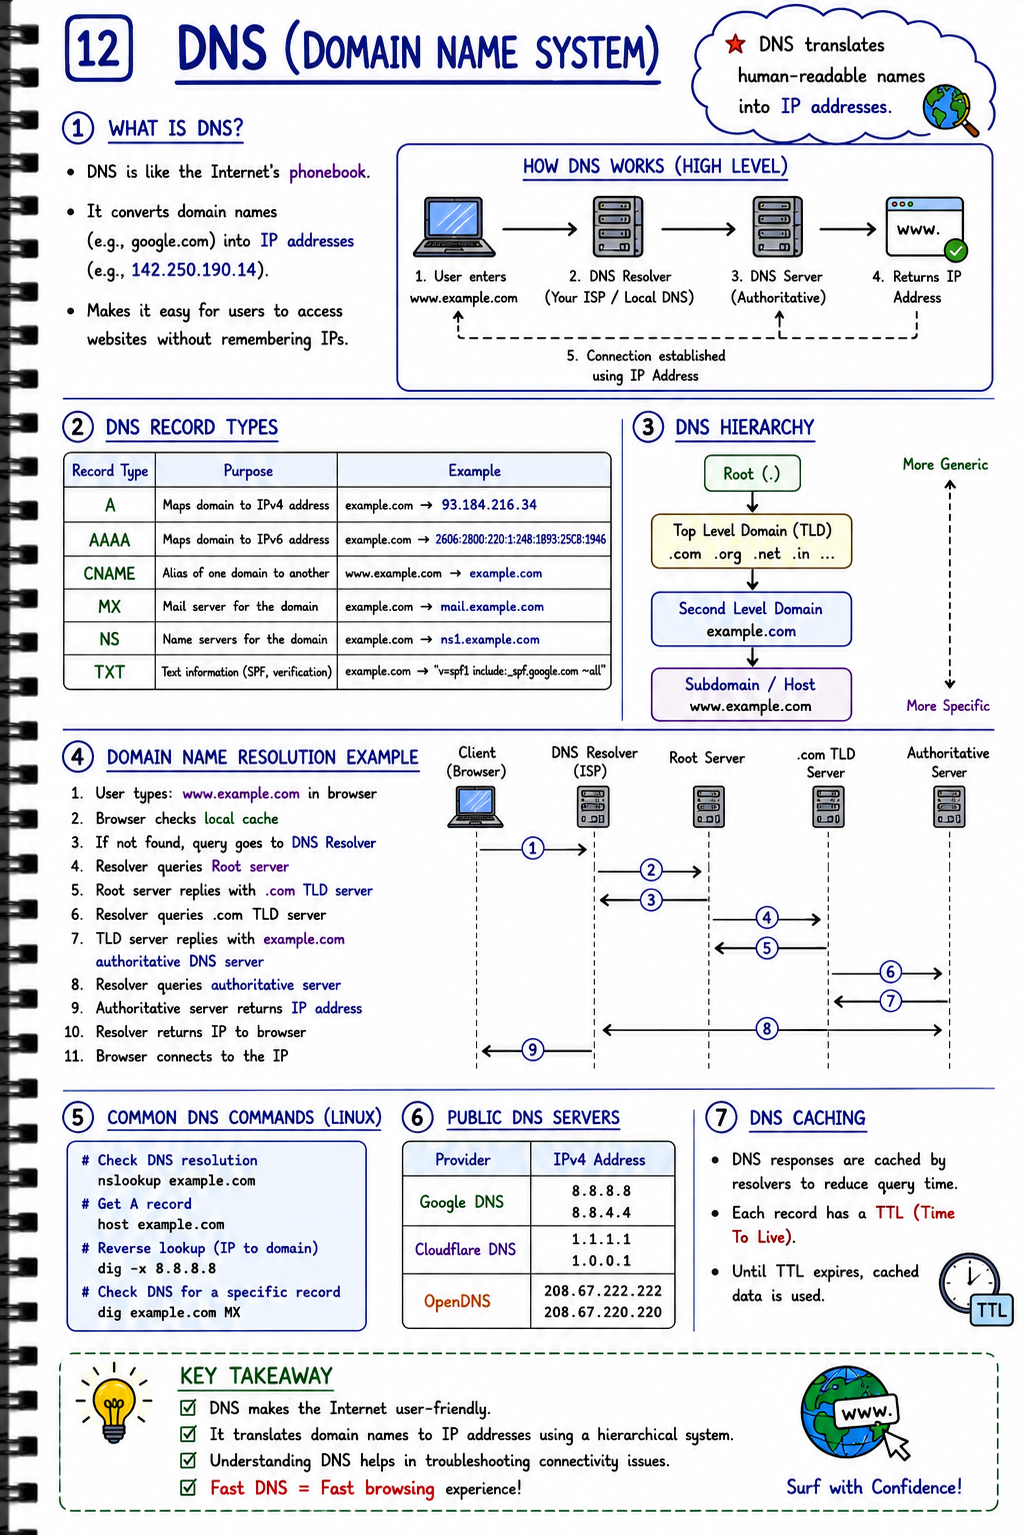 12
DNS (DOMAIN NAME SYSTEM)
★ DNS translates
human-readable names
into IP addresses.
1 WHAT IS DNS?
• DNS is like the Internet's phonebook.
• It converts domain names
(e.g., google.com) into IP addresses
(e.g., 142.250.190.14).
• Makes it easy for users to access
websites without remembering IPs.
HOW DNS WORKS (HIGH LEVEL)
www.
1. User enters
www.example.com
2. DNS Resolver
(Your ISP / Local DNS)
3. DNS Server
(Authoritative)
4. Returns IP
Address
5. Connection established
using IP Address
2 DNS RECORD TYPES
Record Type Purpose Example
A Maps domain to IPv4 address example.com → 93.184.216.34
AAAA Maps domain to IPv6 address example.com → 2606:2800:220:1:248:1893:25C8:1946
CNAME Alias of one domain to another www.example.com → example.com
MX Mail server for the domain example.com → mail.example.com
NS Name servers for the domain example.com → ns1.example.com
TXT Text information (SPF, verification) example.com → "v=spf1 include:_spf.google.com ~all"
3 DNS HIERARCHY
Root (.)
Top Level Domain (TLD)
.com .org .net .in ...
Second Level Domain
example.com
Subdomain / Host
www.example.com
More Generic
More Specific
4 DOMAIN NAME RESOLUTION EXAMPLE
1. User types: www.example.com in browser
2. Browser checks local cache
3. If not found, query goes to DNS Resolver
4. Resolver queries Root server
5. Root server replies with .com TLD server
6. Resolver queries .com TLD server
7. TLD server replies with example.com
authoritative DNS server
8. Resolver queries authoritative server
9. Authoritative server returns IP address
10. Resolver returns IP to browser
11. Browser connects to the IP
Client
(Browser)
DNS Resolver
(ISP)
Root Server
.com TLD
Server
Authoritative
Server
1
2
3
4
5
6
7
8
9
5 COMMON DNS COMMANDS (LINUX)
# Check DNS resolution
nslookup example.com
# Get A record
host example.com
# Reverse lookup (IP to domain)
dig -x 8.8.8.8
# Check DNS for a specific record
dig example.com MX
6 PUBLIC DNS SERVERS
Provider IPv4 Address
Google DNS
8.8.8.8
8.8.4.4
Cloudflare DNS
1.1.1.1
1.0.0.1
OpenDNS
208.67.222.222
208.67.220.220
7 DNS CACHING
• DNS responses are cached by
resolvers to reduce query time.
• Each record has a TTL (Time
To Live).
• Until TTL expires, cached
data is used.
TTL
KEY TAKEAWAY
☑ DNS makes the Internet user-friendly.
☑ It translates domain names to IP addresses using a hierarchical system.
☑ Understanding DNS helps in troubleshooting connectivity issues.
☑ Fast DNS = Fast browsing experience!
www.
Surf with Confidence!